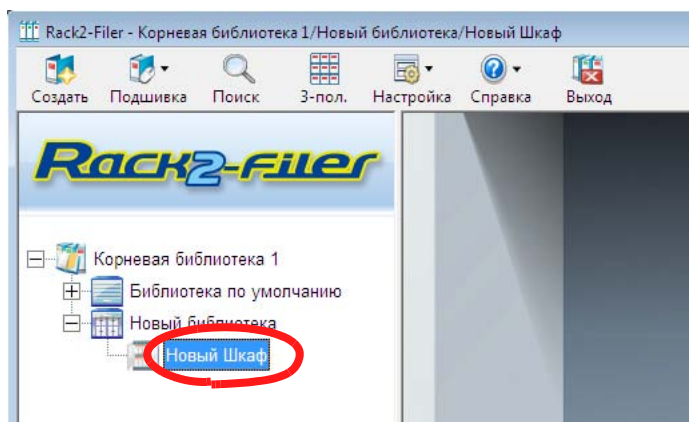 Rack2-Filer - Корневая библиотека 1/Новый библиотека/Новый Шкаф
Создать Подшивка Поиск 3-пол. Настройка Справка Выход
Rack2-Filer
Корневая библиотека 1
Библиотека по умолчанию
Новый библиотека
Новый Шкаф